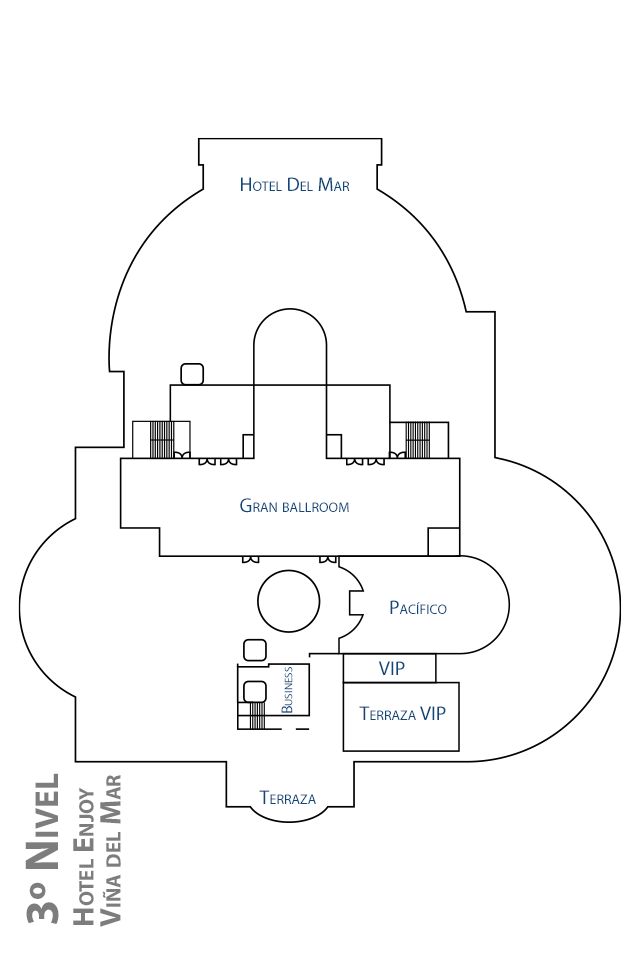 Hotel Del Mar
Gran ballroom
Pacífico
VIP
Business
Terraza VIP
Terraza
3º Nivel
Hotel Enjoy
Viña del Mar